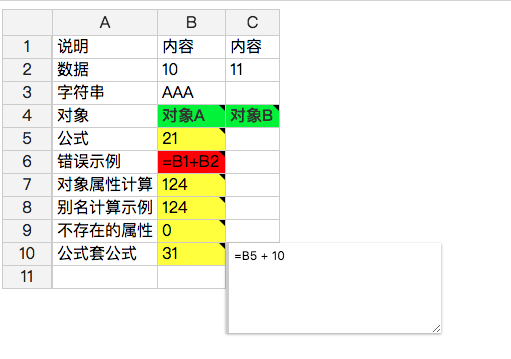 A B C
1 说明 内容 内容
2 数据 10 11
3 字符串 AAA
4 对象 对象A 对象B
5 公式 21
6 错误示例 =B1+B2
7 对象属性计算 124
8 别名计算示例 124
9 不存在的属性 0
10 公式套公式 31 =B5 + 10
11